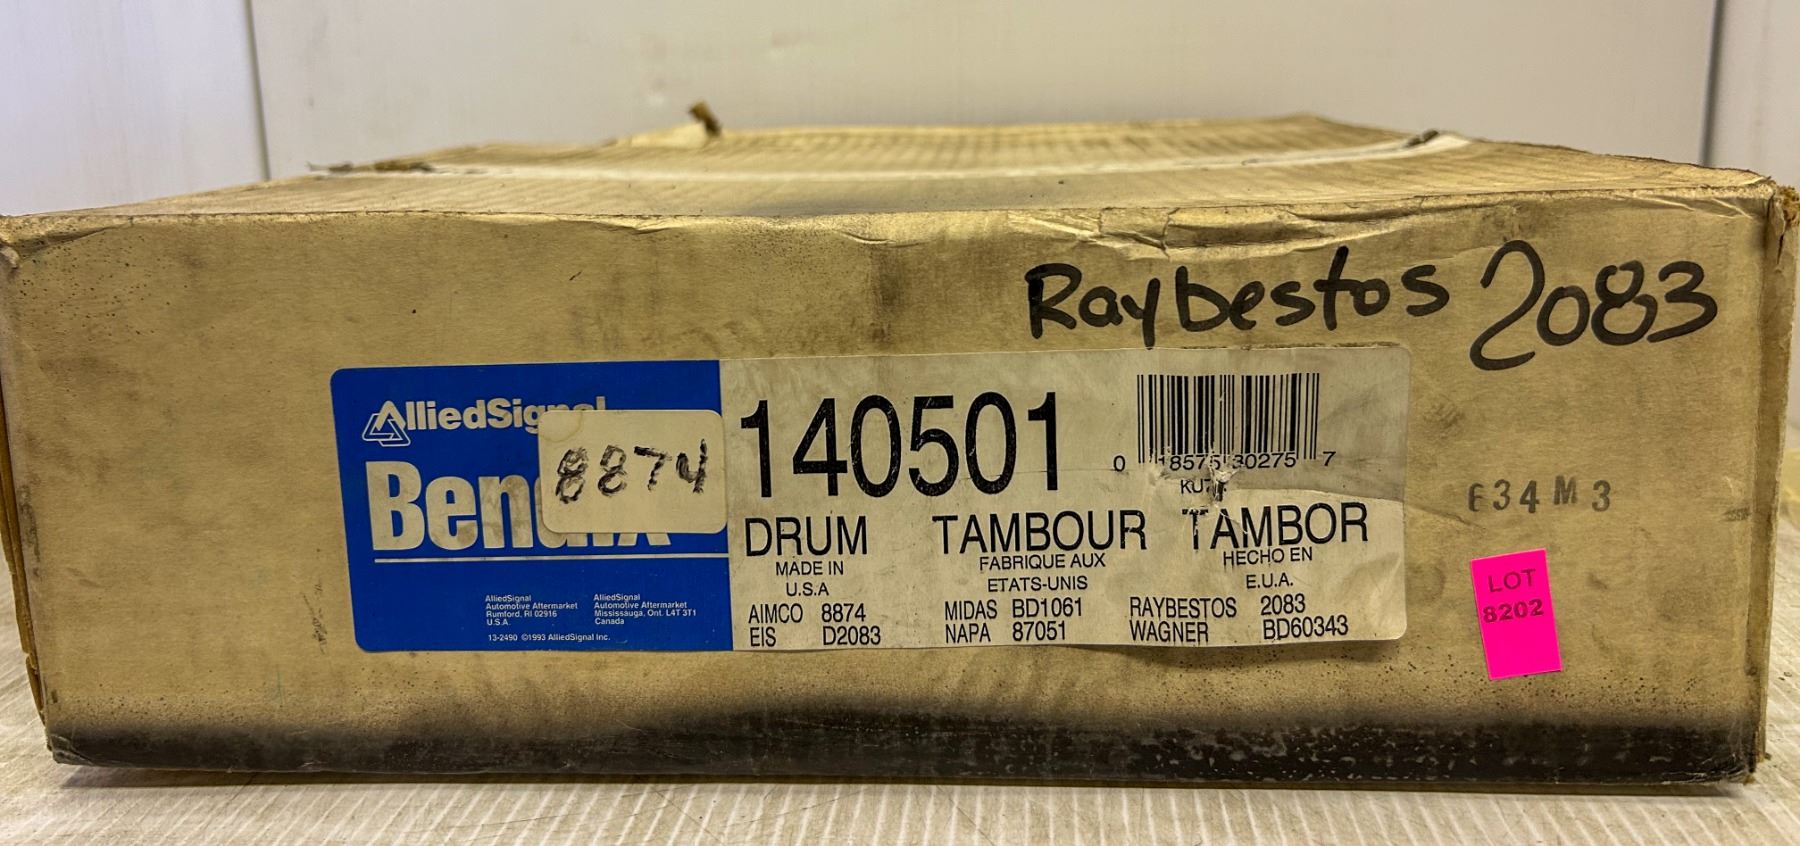 Raybestos 2083
AlliedSignal
Bendix
8874
140501
0 18575 30275 7
DRUM TAMBOUR TAMBOR
MADE IN FABRIQUE AUX HECHO EN
U.S.A ETATS-UNIS E.U.A.
AIMCO 8874 MIDAS BD1061 RAYBESTOS 2083
EIS D2083 NAPA 87051 WAGNER BD60343
AlliedSignal AlliedSignal
Automotive Aftermarket Automotive Aftermarket
Rumford, RI 02916 Mississauga, Ont. L4T 3T1
U.S.A. Canada
13-2490 ©1993 AlliedSignal Inc.
634 M 3
LOT
8202